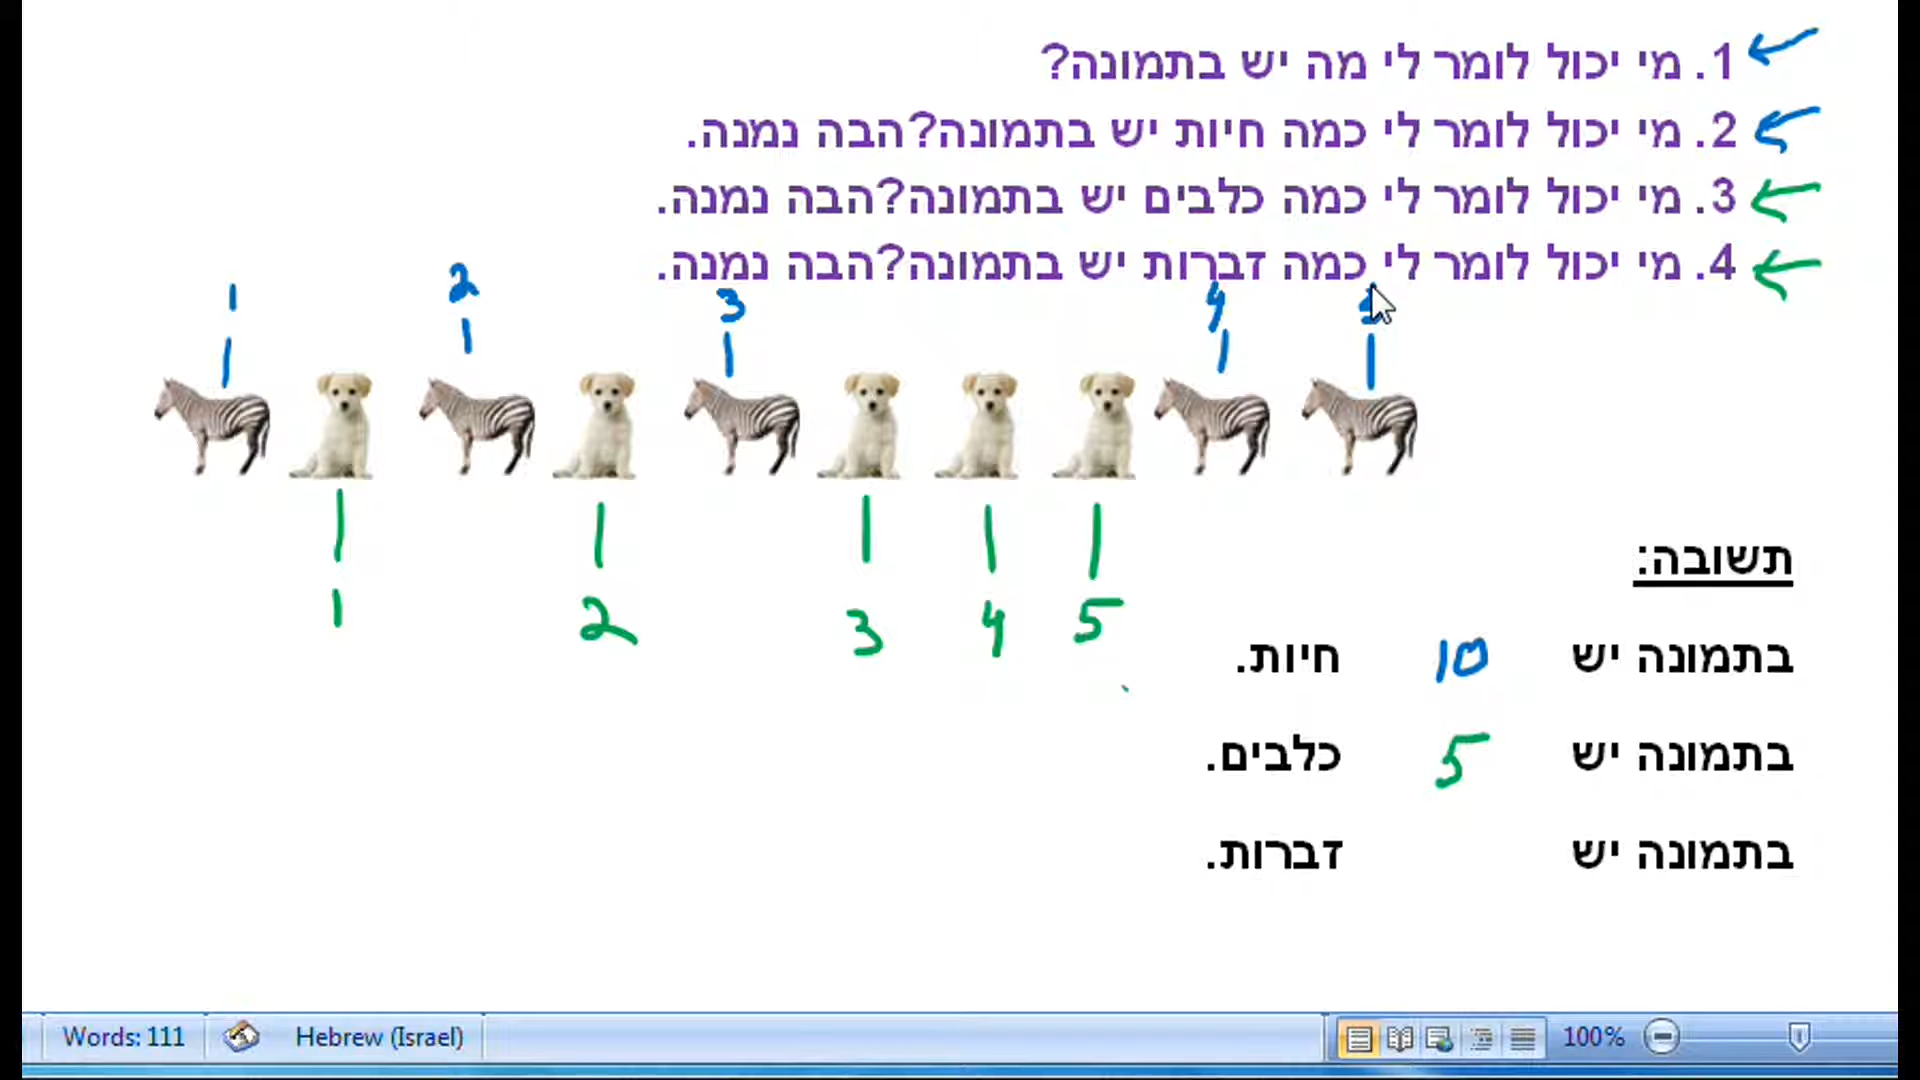 1. מי יכול לומר לי מה יש בתמונה?
2. מי יכול לומר לי כמה חיות יש בתמונה?הבה נמנה.
3. מי יכול לומר לי כמה כלבים יש בתמונה?הבה נמנה.
4. מי יכול לומר לי כמה זברות יש בתמונה?הבה נמנה.
1 2 3 4
1 2 3 4 5
תשובה:
בתמונה יש 10 חיות.
בתמונה יש 5 כלבים.
בתמונה יש זברות.
Words: 111 Hebrew (Israel) 100%